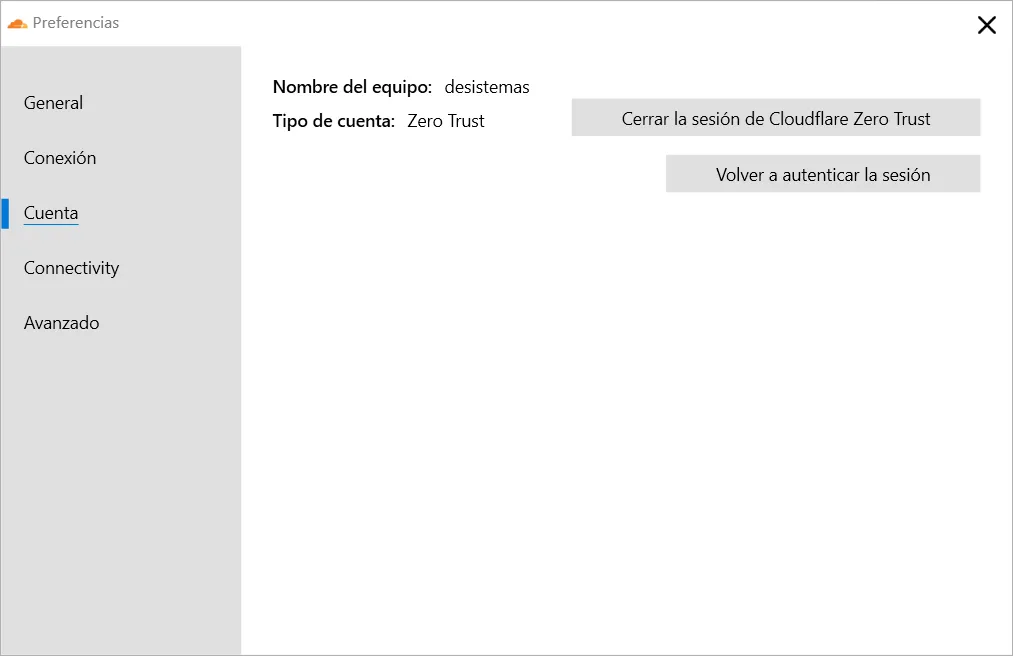 Preferencias
General
Conexión
Cuenta
Connectivity
Avanzado
Nombre del equipo: desistemas
Tipo de cuenta: Zero Trust
Cerrar la sesión de Cloudflare Zero Trust
Volver a autenticar la sesión